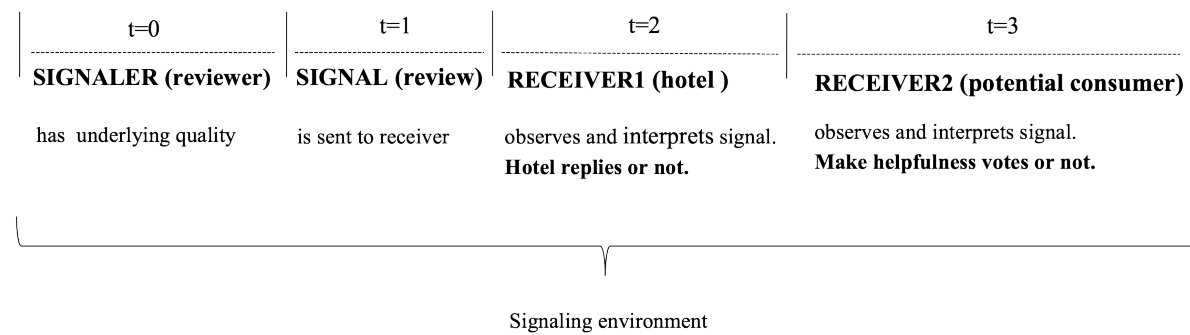 t=0
t=1
t=2
t=3
SIGNALER (reviewer)
SIGNAL (review)
RECEIVER1 (hotel )
RECEIVER2 (potential consumer)
has underlying quality
is sent to receiver
observes and interprets signal.
Hotel replies or not.
observes and interprets signal.
Make helpfulness votes or not.
Signaling environment